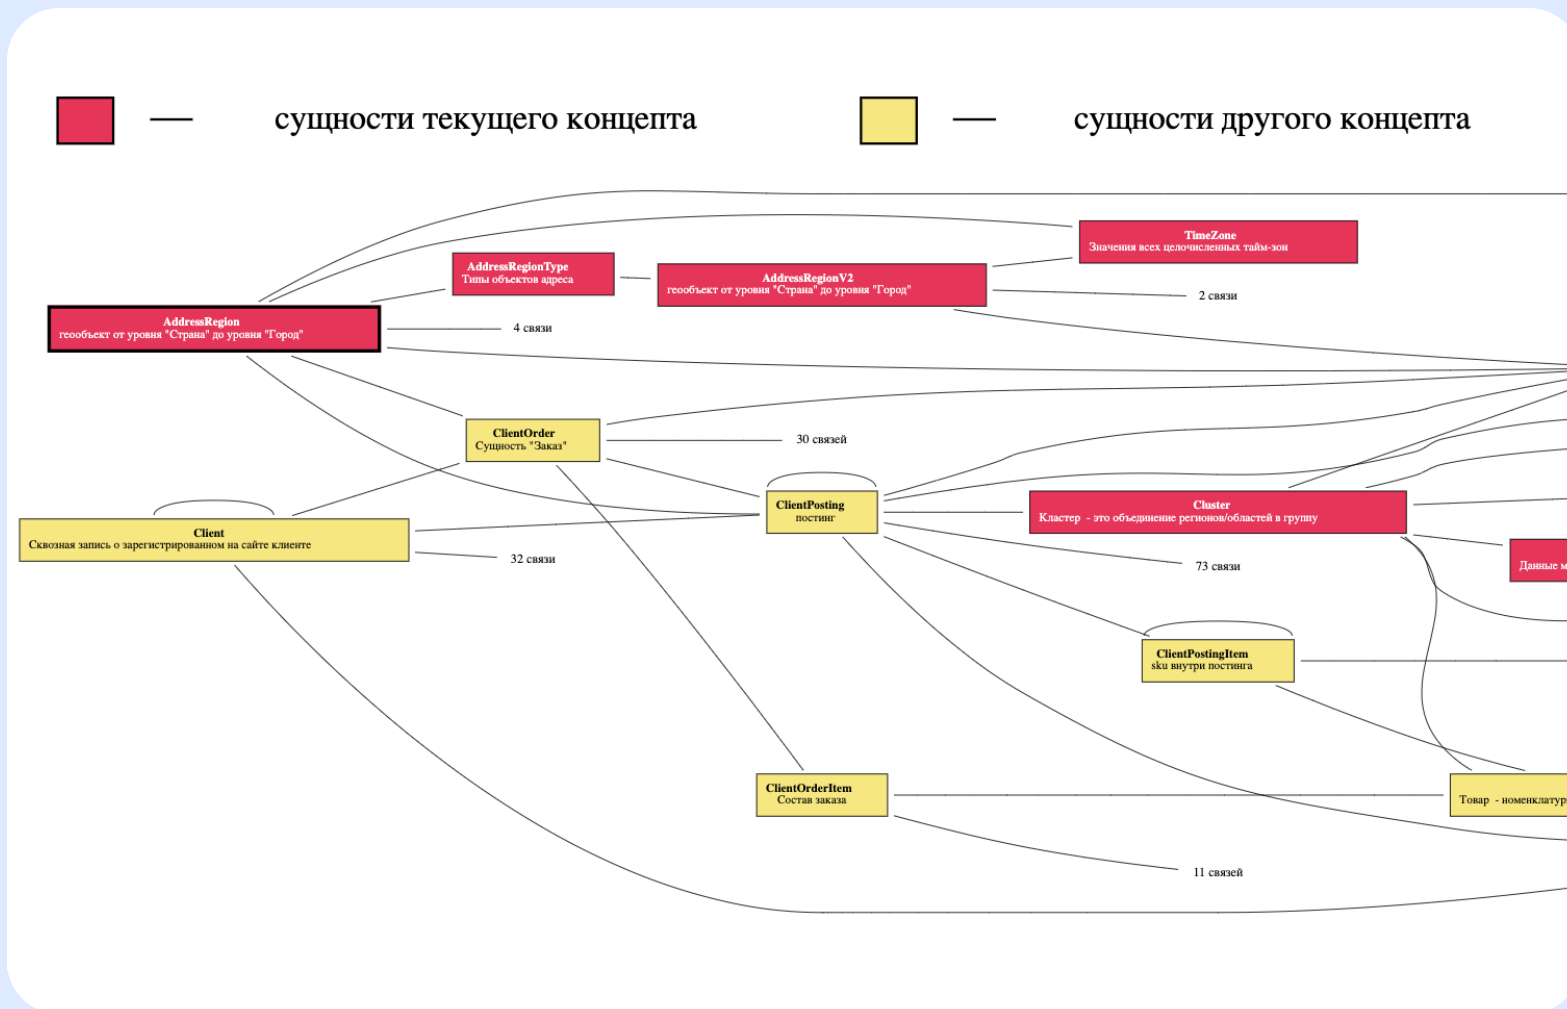 — сущности текущего концепта
— сущности другого концепта
TimeZone
Значения всех целочисленных тайм-зон
AddressRegionType
Типы объектов адреса
AddressRegionV2
геообъект от уровня "Страна" до уровня "Город"
2 связи
AddressRegion
геообъект от уровня "Страна" до уровня "Город"
4 связи
ClientOrder
Сущность "Заказ"
30 связей
ClientPosting
постинг
Cluster
Кластер - это объединение регионов/областей в группу
Client
Сквозная запись о зарегистрированном на сайте клиенте
32 связи
73 связи
Данные м
ClientPostingItem
sku внутри постинга
ClientOrderItem
Состав заказа
Товар - номенклатур
11 связей